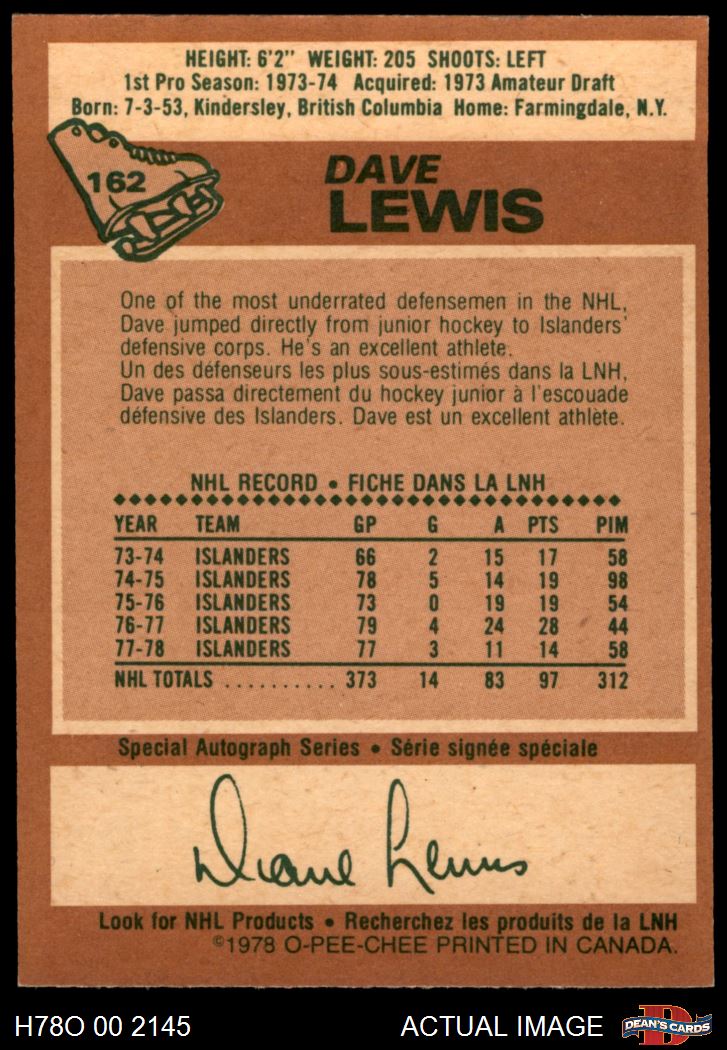 HEIGHT: 6'2" WEIGHT: 205 SHOOTS: LEFT
1st Pro Season: 1973-74 Acquired: 1973 Amateur Draft
Born: 7-3-53, Kindersley, British Columbia Home: Farmingdale, N.Y.
162
DAVE
LEWIS
One of the most underrated defensemen in the NHL,
Dave jumped directly from junior hockey to Islanders'
defensive corps. He's an excellent athlete.
Un des défenseurs les plus sous-estimés dans la LNH,
Dave passa directement du hockey junior à l'escouade
défensive des Islanders. Dave est un excellent athlète.
NHL RECORD • FICHE DANS LA LNH
YEAR TEAM GP G A PTS PIM
73-74 ISLANDERS 66 2 15 17 58
74-75 ISLANDERS 78 5 14 19 98
75-76 ISLANDERS 73 0 19 19 54
76-77 ISLANDERS 79 4 24 28 44
77-78 ISLANDERS 77 3 11 14 58
NHL TOTALS .......... 373 14 83 97 312
Special Autograph Series • Série signée spéciale
Diane Lewis
Look for NHL Products • Recherchez les produits de la LNH
©1978 O-PEE-CHEE PRINTED IN CANADA.
H78O 00 2145 ACTUAL IMAGE D DEAN'S CARDS